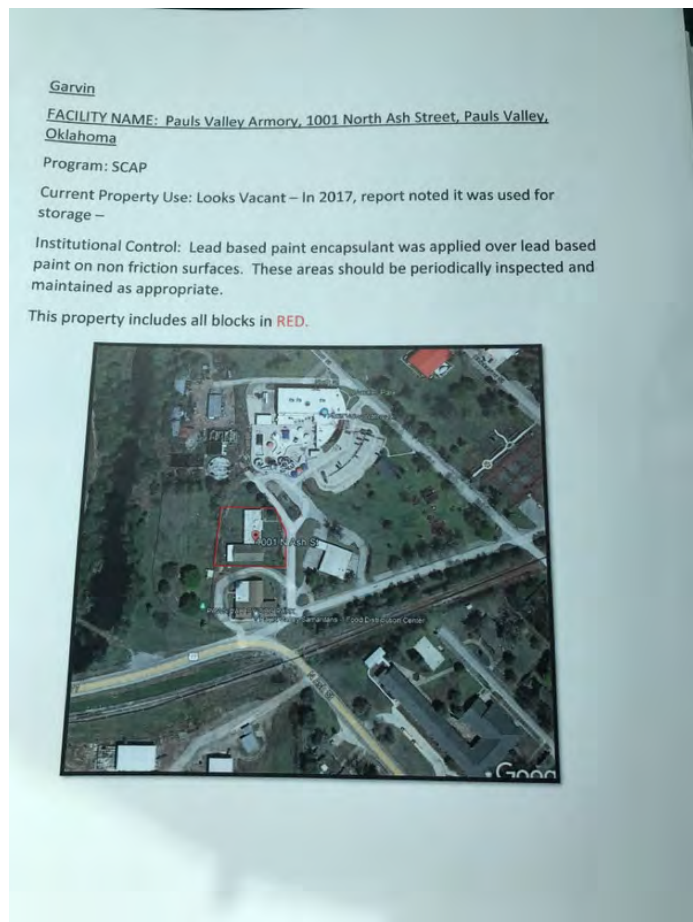 Garvin
FACILITY NAME: Pauls Valley Armory, 1001 North Ash Street, Pauls Valley,
Oklahoma
Program: SCAP
Current Property Use: Looks Vacant – In 2017, report noted it was used for
storage –
Institutional Control: Lead based paint encapsulant was applied over lead based
paint on non friction surfaces. These areas should be periodically inspected and
maintained as appropriate.
This property includes all blocks in RED.
1001 N Ash St
Samaritans - Food Distribution Center
Goog